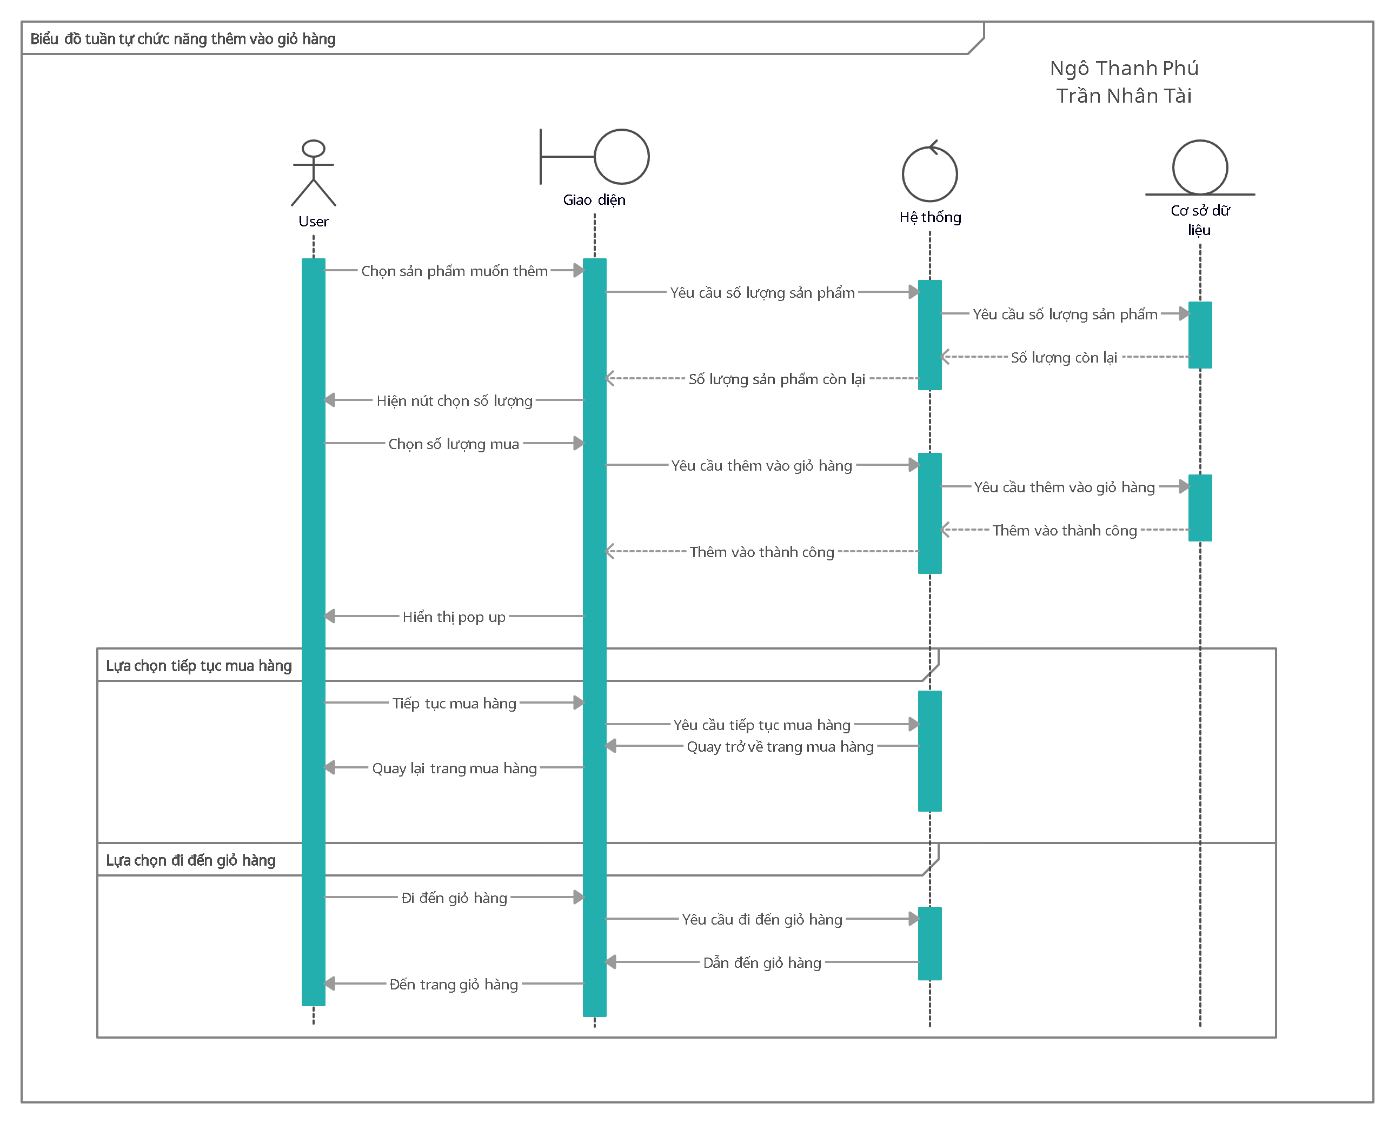 Biểu đồ tuần tự chức năng thêm vào giỏ hàng
Ngô Thanh Phú
Trần Nhân Tài
User
Giao diện
Hệ thống
Cơ sở dữ
liệu
Chọn sản phẩm muốn thêm
Yêu cầu số lượng sản phẩm
Yêu cầu số lượng sản phẩm
Số lượng còn lại
Số lượng sản phẩm còn lại
Hiện nút chọn số lượng
Chọn số lượng mua
Yêu cầu thêm vào giỏ hàng
Yêu cầu thêm vào giỏ hàng
Thêm vào thành công
Thêm vào thành công
Hiển thị pop up
Lựa chọn tiếp tục mua hàng
Tiếp tục mua hàng
Yêu cầu tiếp tục mua hàng
Quay trở về trang mua hàng
Quay lại trang mua hàng
Lựa chọn đi đến giỏ hàng
Đi đến giỏ hàng
Yêu cầu đi đến giỏ hàng
Dẫn đến giỏ hàng
Đến trang giỏ hàng